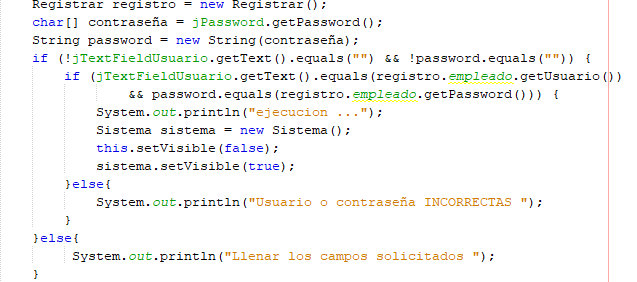 Registrar registro = new Registrar();
char[] contraseña = jPassword.getPassword();
String password = new String(contraseña);
if (!jTextFieldUsuario.getText().equals("") && !password.equals("")) {
if (jTextFieldUsuario.getText().equals(registro.empleado.getUsuario())
&& password.equals(registro.empleado.getPassword())) {
System.out.println("ejecucion ...");
Sistema sistema = new Sistema();
this.setVisible(false);
sistema.setVisible(true);
}else{
System.out.println("Usuario o contraseña INCORRECTAS ");
}
}else{
System.out.println("Llenar los campos solicitados ");
}